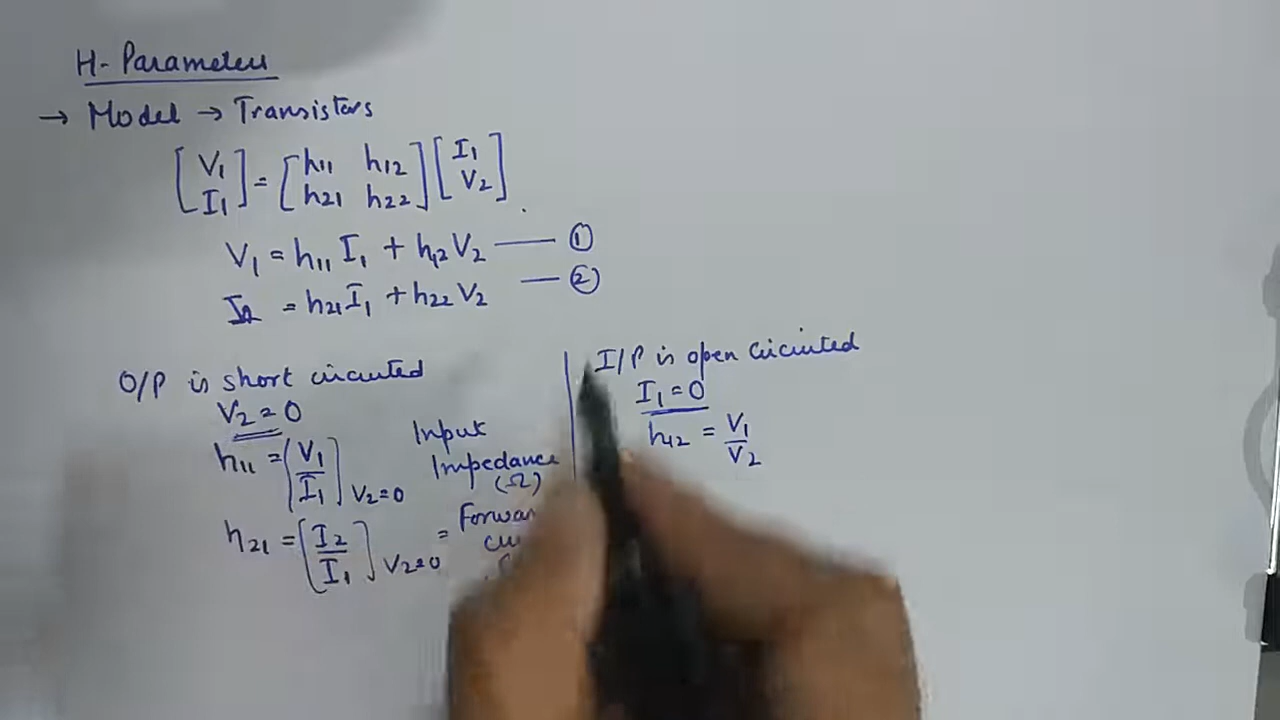 H- Parameters
→ Model → Transistors
[V1 I1] = [h11 h12 h21 h22] [I1 V2]
V1 = h11 I1 + h12 V2 —— ①
I2 = h21 I1 + h22 V2 — ②
O/P is short circuited
V2 = 0
h11 = [V1/I1] V2=0 Input Impedance (Ω)
h21 = [I2/I1] V2=0 =
I/P is open circuited
I1 = 0
h12 = V1/V2